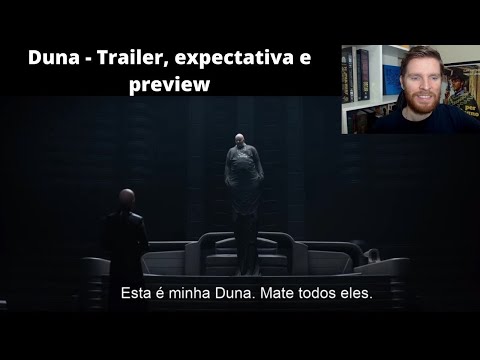 Duna - Trailer, expectativa e
preview
Esta é minha Duna. Mate todos eles.